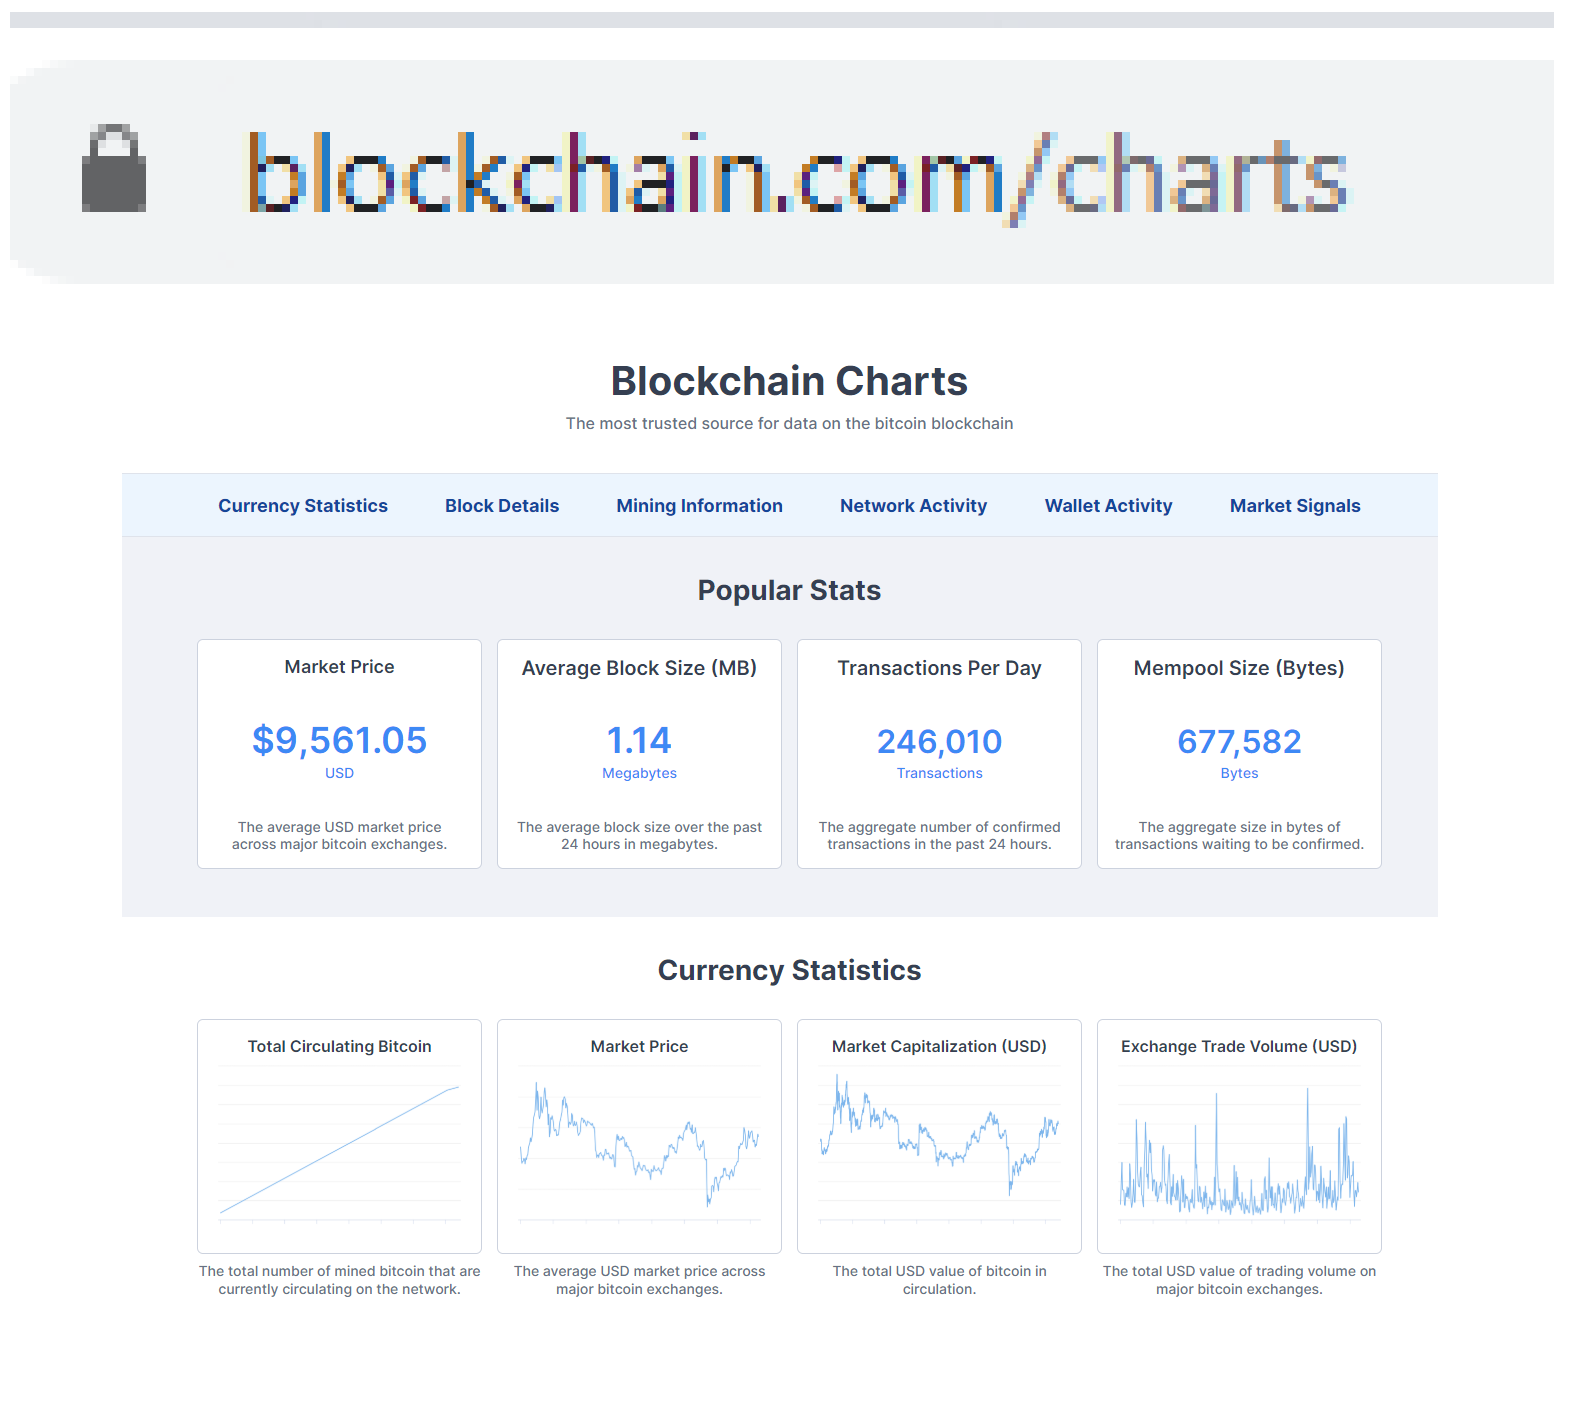 blockchain.com/charts
Blockchain Charts
The most trusted source for data on the bitcoin blockchain
Currency Statistics Block Details Mining Information Network Activity Wallet Activity Market Signals
Popular Stats
Market Price
$9,561.05
USD
The average USD market price
across major bitcoin exchanges.
Average Block Size (MB)
1.14
Megabytes
The average block size over the past
24 hours in megabytes.
Transactions Per Day
246,010
Transactions
The aggregate number of confirmed
transactions in the past 24 hours.
Mempool Size (Bytes)
677,582
Bytes
The aggregate size in bytes of
transactions waiting to be confirmed.
Currency Statistics
Total Circulating Bitcoin
The total number of mined bitcoin that are
currently circulating on the network.
Market Price
The average USD market price across
major bitcoin exchanges.
Market Capitalization (USD)
The total USD value of bitcoin in
circulation.
Exchange Trade Volume (USD)
The total USD value of trading volume on
major bitcoin exchanges.